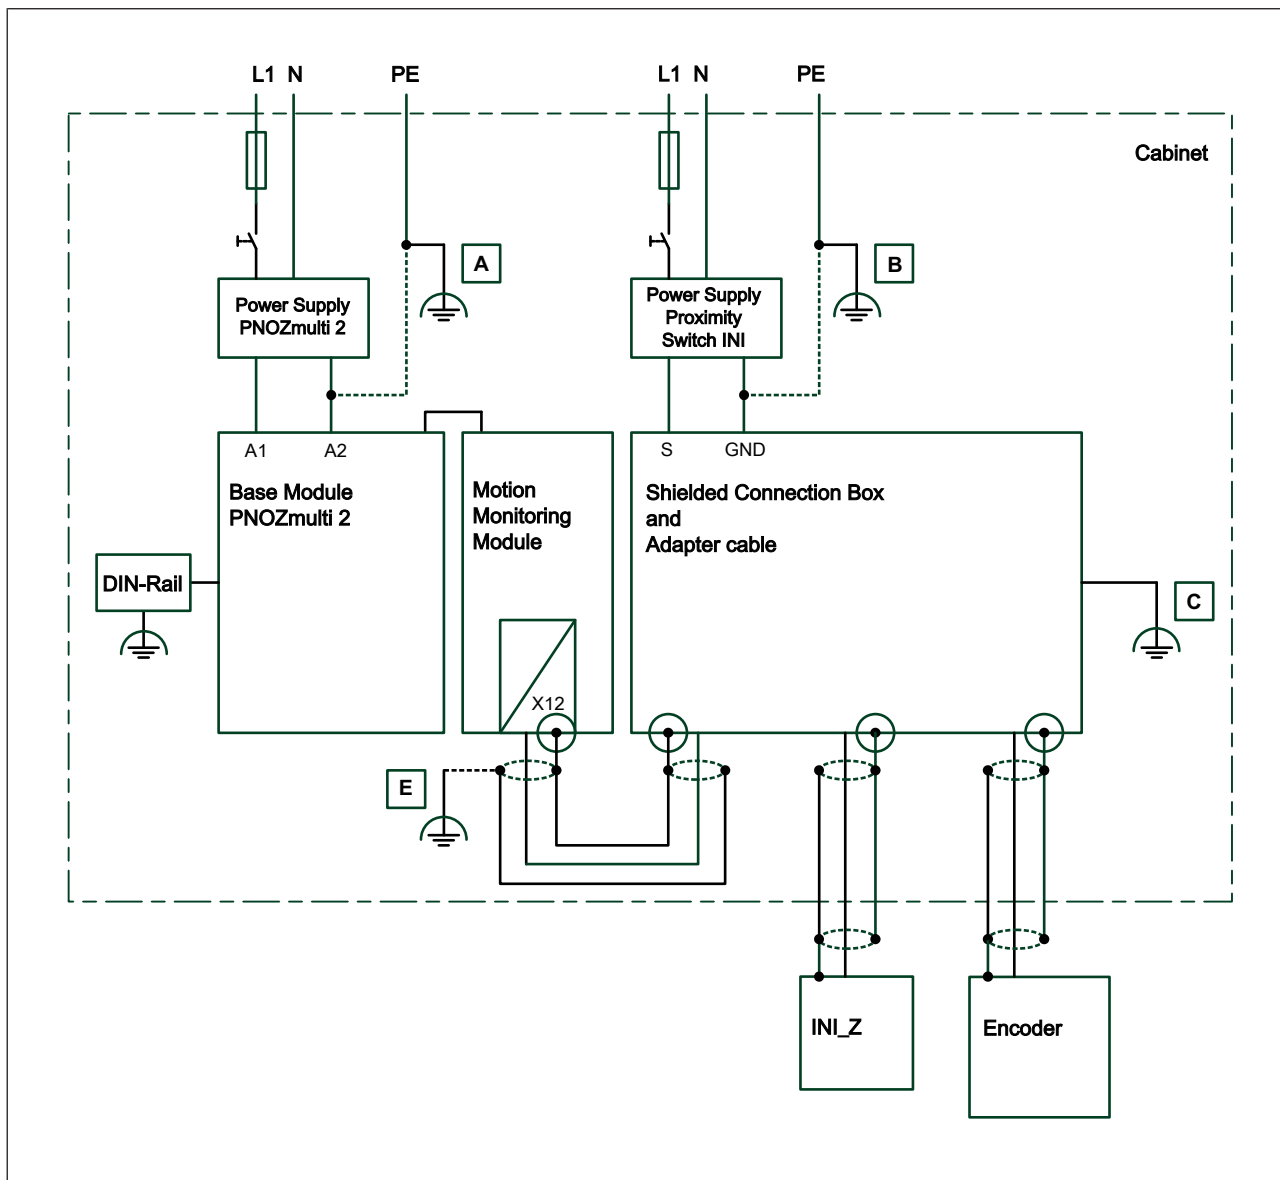 L1 N
PE
L1 N
PE
Cabinet
A
B
Power Supply
PNOZmulti 2
Power Supply
Proximity
Switch INI
A1
A2
S
GND
Base Module
PNOZmulti 2
Motion
Monitoring
Module
Shielded Connection Box
and
Adapter cable
DIN-Rail
C
X12
E
INI_Z
Encoder